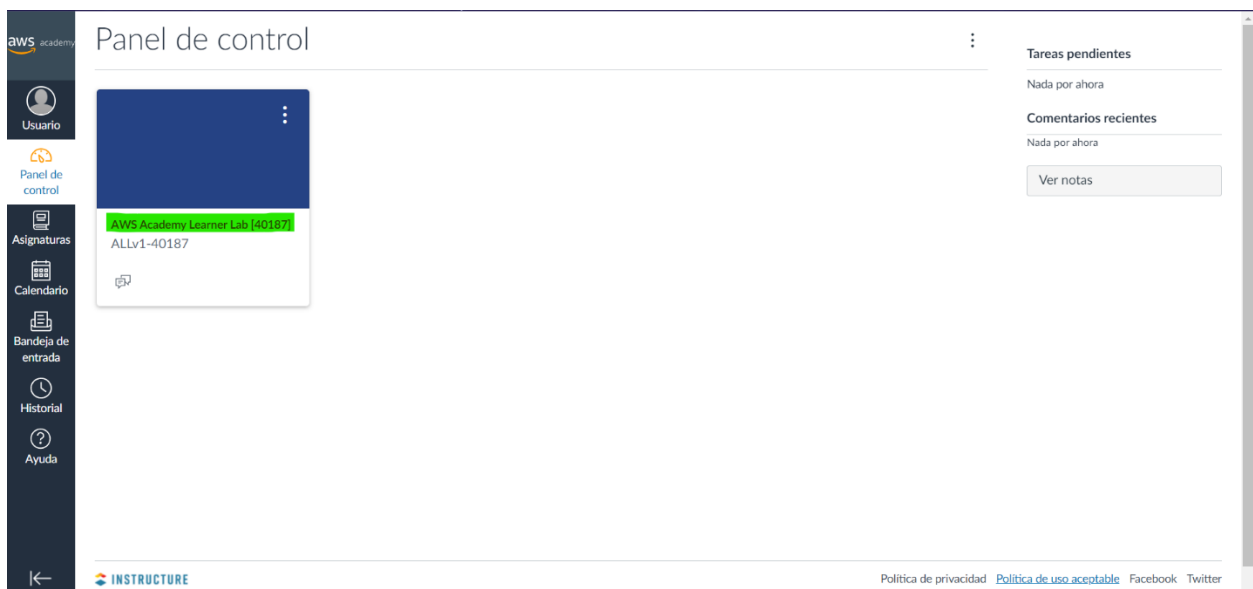 aws academy
Usuario
Panel de
control
Asignaturas
Calendario
Bandeja de
entrada
Historial
Ayuda
Panel de control
AWS Academy Learner Lab [40187]
ALLv1-40187
Tareas pendientes
Nada por ahora
Comentarios recientes
Nada por ahora
Ver notas
INSTRUCTURE
Política de privacidad Política de uso aceptable Facebook Twitter